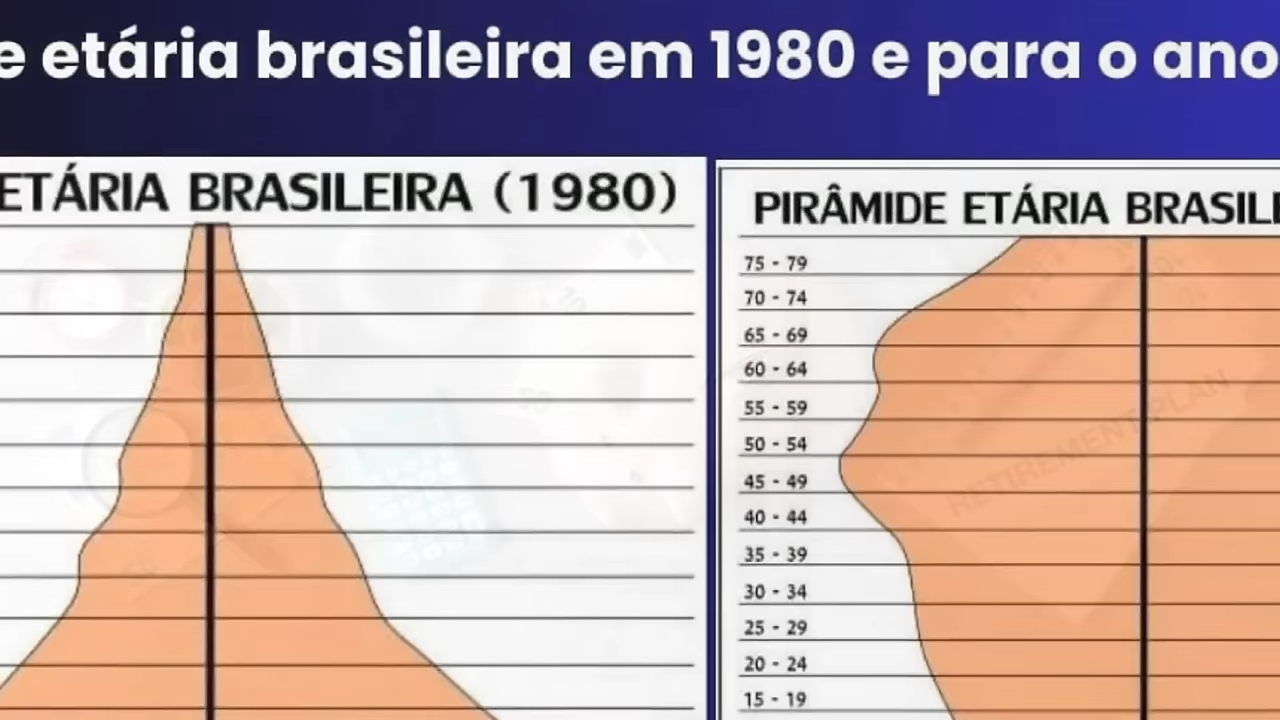 e etária brasileira em 1980 e para o ano
ETÁRIA BRASILEIRA (1980)
PIRÂMIDE ETÁRIA BRASILE
75 - 79
70 - 74
65 - 69
60 - 64
55 - 59
50 - 54
45 - 49
40 - 44
35 - 39
30 - 34
25 - 29
20 - 24
15 - 19
RETIREMENT PLAN